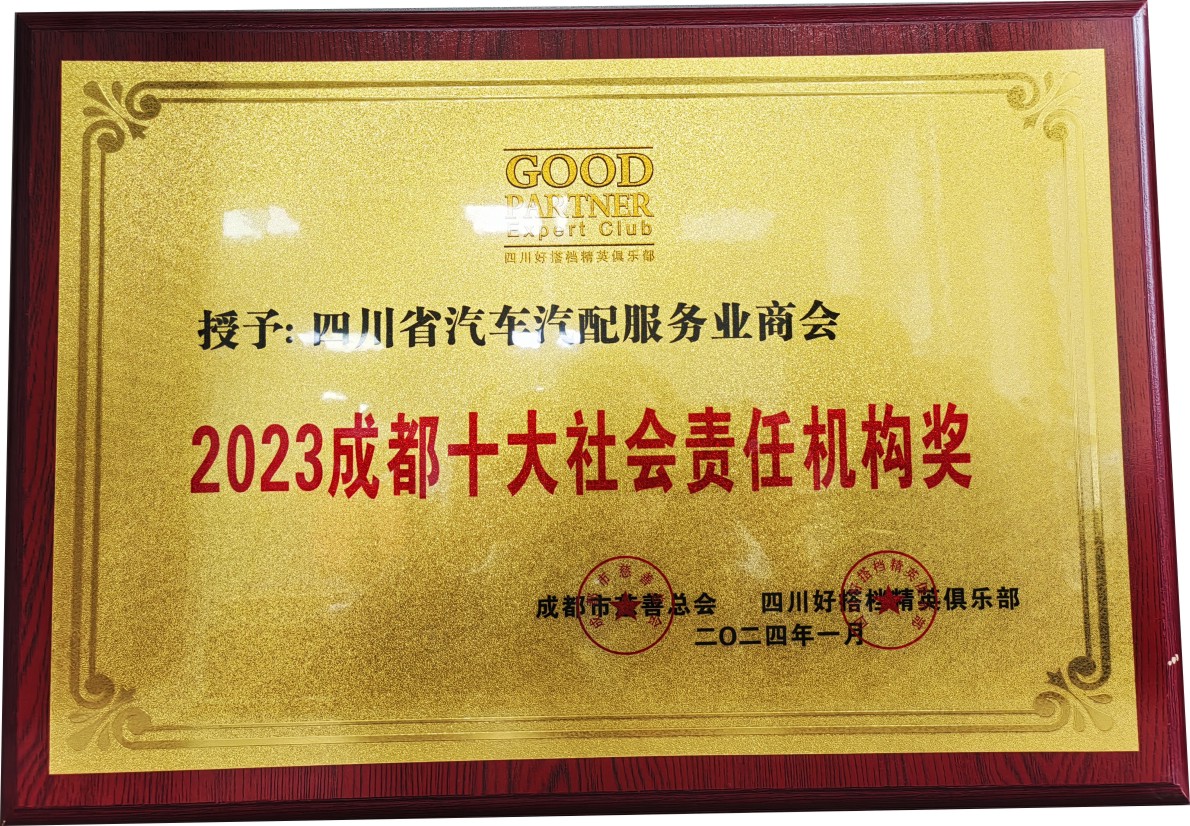 GOOD
PARTNER
Expert Club
四川好搭档精英俱乐部
授予: 四川省汽车汽配服务业商会
2023成都十大社会责任机构奖
成都市慈善总会 四川好搭档精英俱乐部
二〇二四年一月